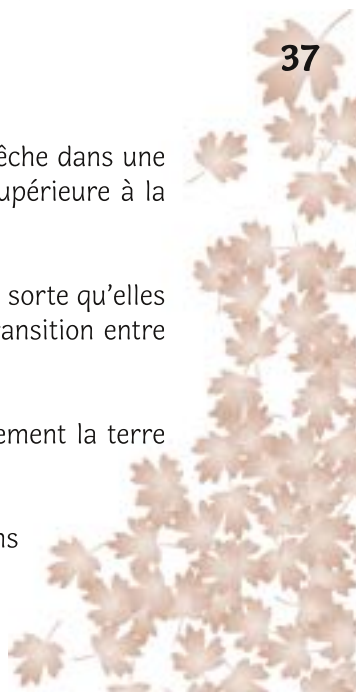 37
êche dans une
upérieure à la
sorte qu’elles
ansition entre
ement la terre
ns